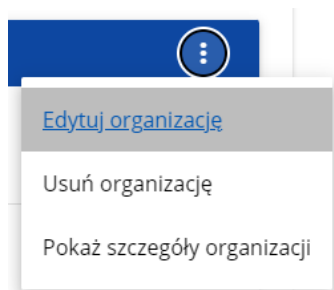 Edytuj organizację
Usuń organizację
Pokaż szczegóły organizacji